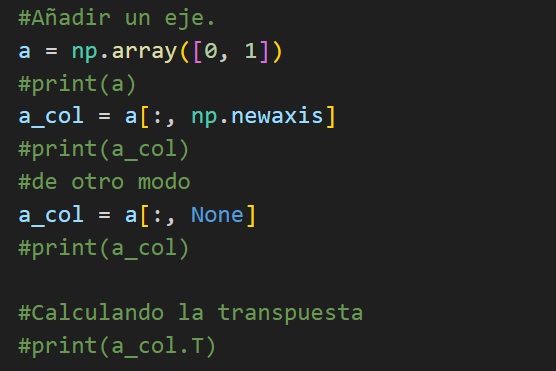 #Añadir un eje.
a = np.array([0, 1])
#print(a)
a_col = a[:, np.newaxis]
#print(a_col)
#de otro modo
a_col = a[:, None]
#print(a_col)
#Calculando la transpuesta
#print(a_col.T)